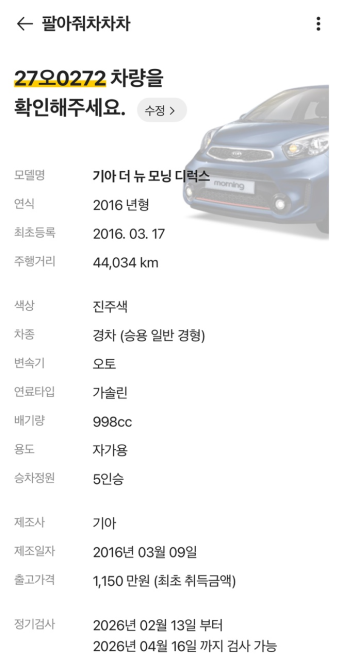 팔아줘차차차
27오0272 차량을
확인해주세요. 수정 >
모델명 기아 더 뉴 모닝 디럭스
morning
연식 2016 년형
최초등록 2016. 03. 17
주행거리 44,034 km
색상 진주색
차종 경차 (승용 일반 경형)
변속기 오토
연료타입 가솔린
배기량 998cc
용도 자가용
승차정원 5인승
제조사 기아
제조일자 2016년 03월 09일
출고가격 1,150 만원 (최초 취득금액)
정기검사 2026년 02월 13일 부터
2026년 04월 16일 까지 검사 가능